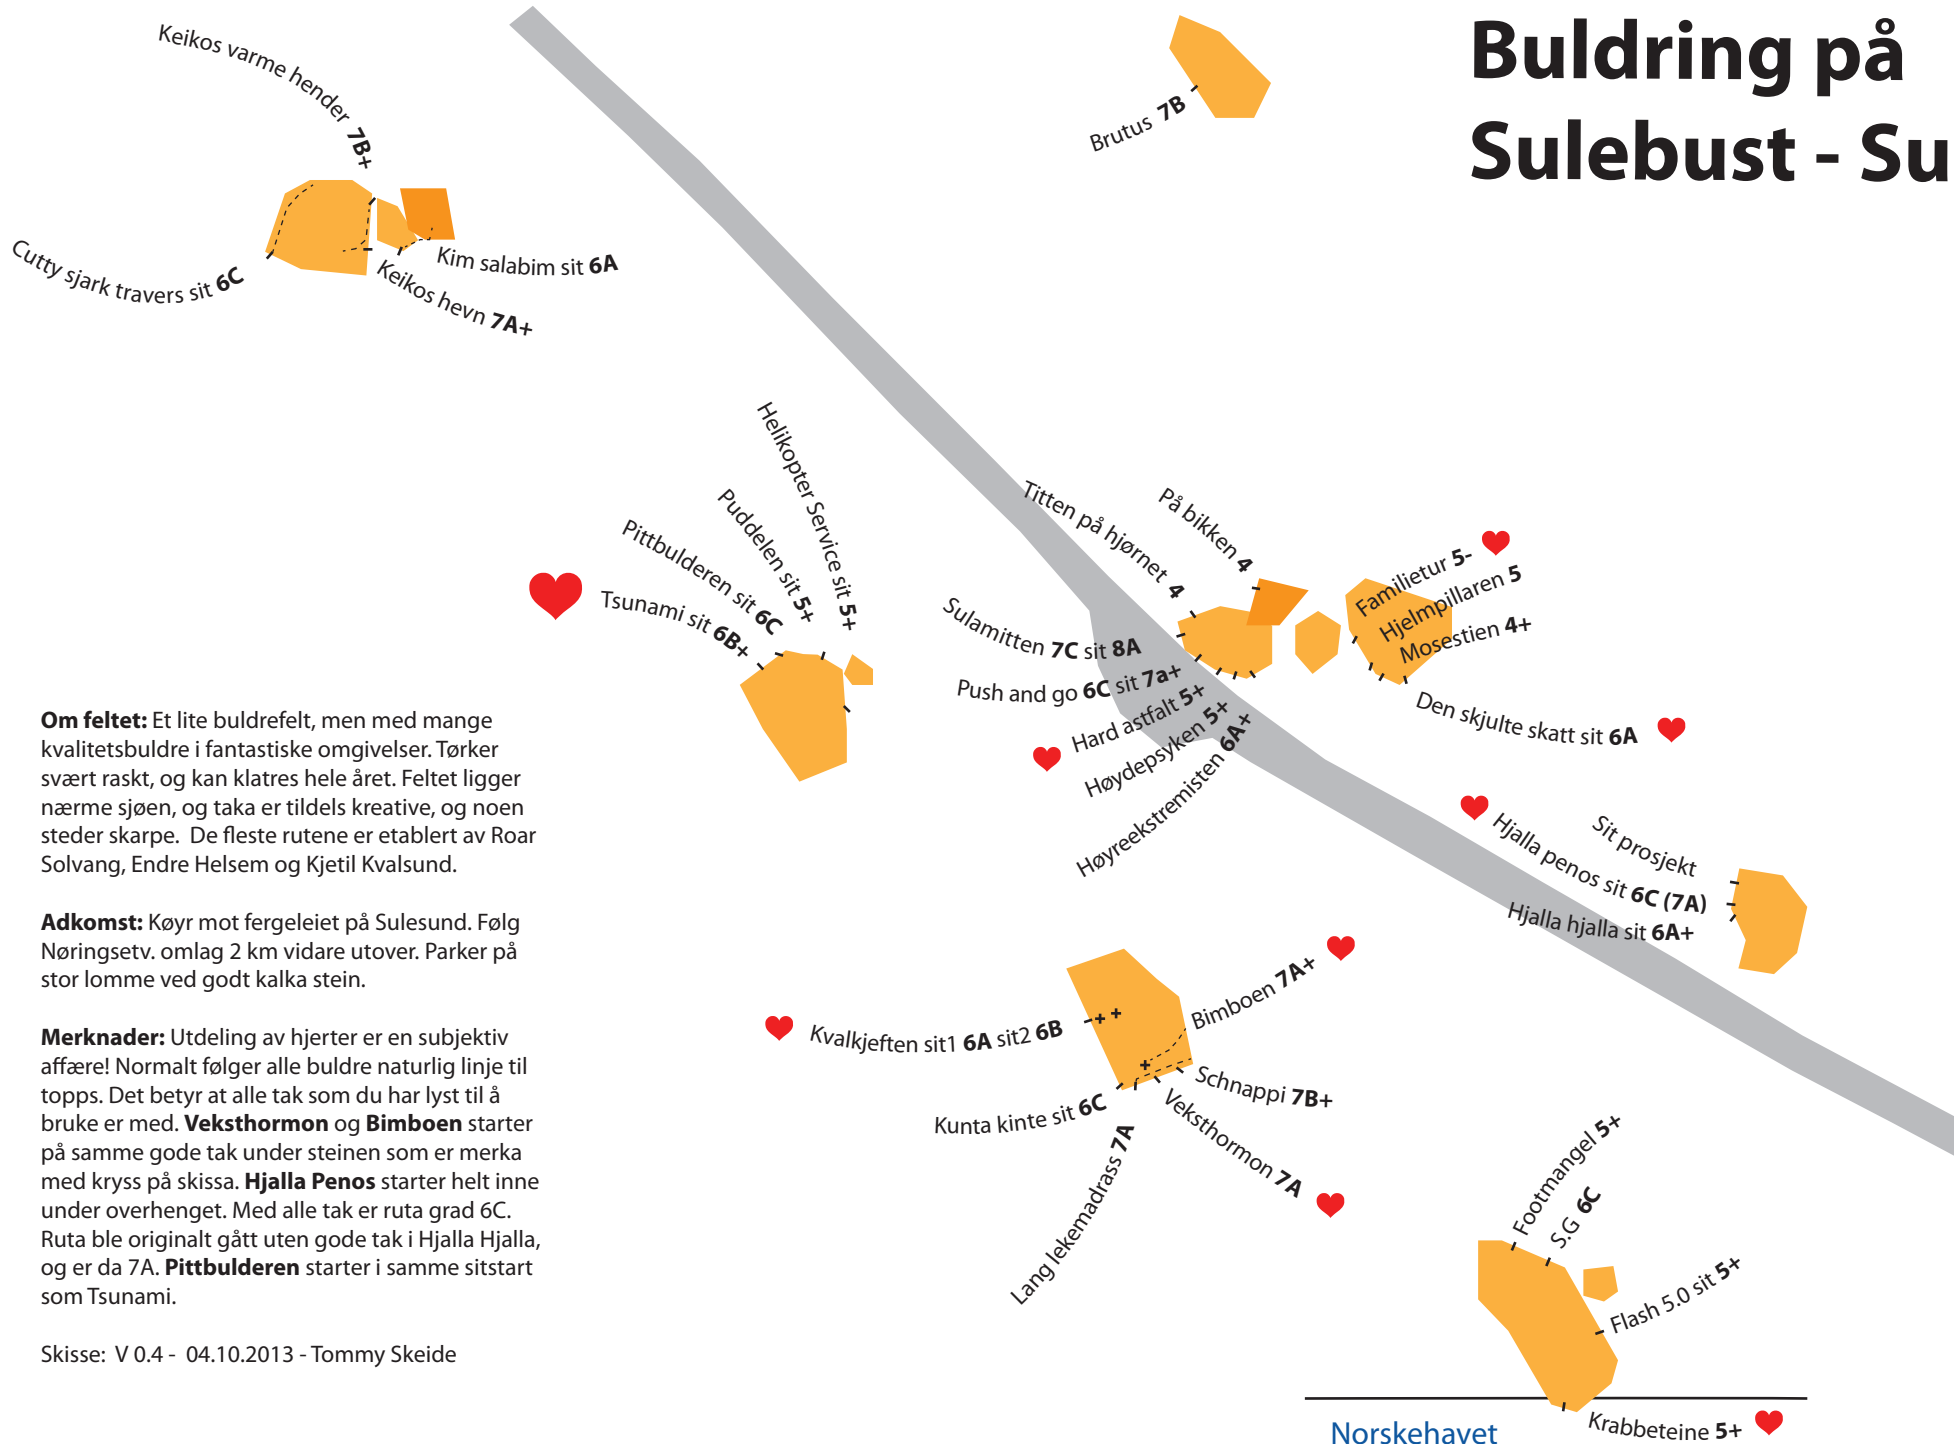 Buldring på
Sulebust - Su
Keikos varme hender 7B+
Brutus 7B
Cutty sjark travers sit 6C
Kim salabim sit 6A
Keikos hevn 7A+
Helikopter Service sit 5+
Puddelen sit 5+
Pittbulderen sit 6C
Tsunami sit 6B+
Titten på hjørnet 4
På bikken 4
Familietur 5-
Hjelmpillaren 5
Mosestien 4+
Den skjulte skatt sit 6A
Sulamitten 7C sit 8A
Push and go 6C sit 7a+
Hard astfalt 5+
Høydepsyken 5+
Høyreekstremisten 6A+
Sit prosjekt
Hjalla penos sit 6C (7A)
Hjalla hjalla sit 6A+
Om feltet: Et lite buldrefelt, men med mange
kvalitetsbuldre i fantastiske omgivelser. Tørker
svært raskt, og kan klatres hele året. Feltet ligger
nærme sjøen, og taka er tildels kreative, og noen
steder skarpe. De fleste rutene er etablert av Roar
Solvang, Endre Helsem og Kjetil Kvalsund.
Adkomst: Køyr mot fergeleiet på Sulesund. Følg
Nøringsetv. omlag 2 km vidare utover. Parker på
stor lomme ved godt kalka stein.
Merknader: Utdeling av hjerter er en subjektiv
affære! Normalt følger alle buldre naturlig linje til
topps. Det betyr at alle tak som du har lyst til å
bruke er med. Veksthormon og Bimboen starter
på samme gode tak under steinen som er merka
med kryss på skissa. Hjalla Penos starter helt inne
under overhenget. Med alle tak er ruta grad 6C.
Ruta ble originalt gått uten gode tak i Hjalla Hjalla,
og er da 7A. Pittbulderen starter i samme sitstart
som Tsunami.
Skisse: V 0.4 - 04.10.2013 - Tommy Skeide
Bimboen 7A+
Kvalkjeften sit1 6A sit2 6B
Schnappi 7B+
Kunta kinte sit 6C
Veksthormon 7A
Lang lekemadrass 7A
Footmangel 5+
S.G 6C
Flash 5.0 sit 5+
Krabbeteine 5+
Norskehavet